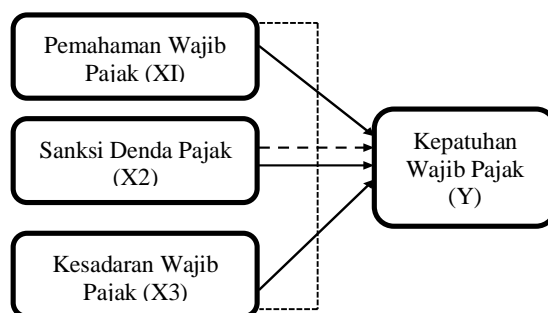 Pemahaman Wajib
Pajak (XI)
Sanksi Denda Pajak
(X2)
Kesadaran Wajib
Pajak (X3)
Kepatuhan
Wajib Pajak
(Y)